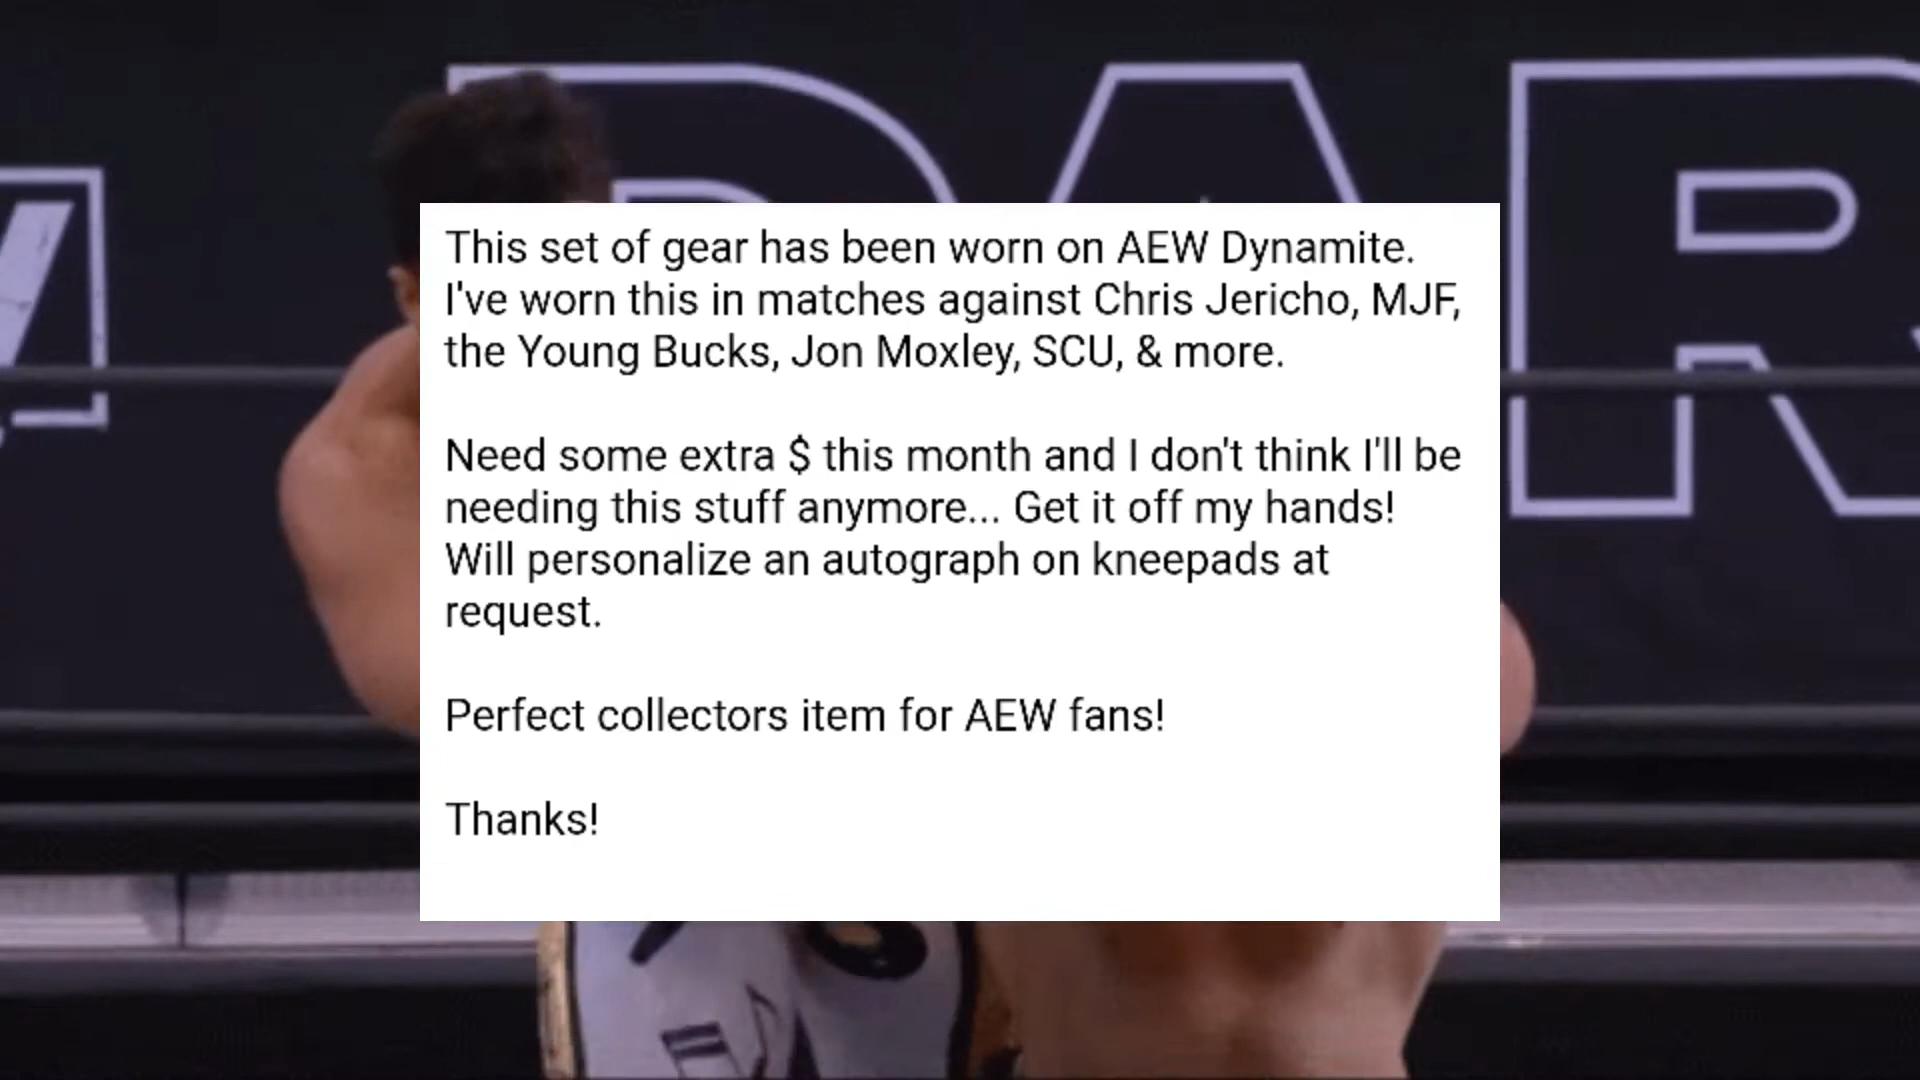 DAR
This set of gear has been worn on AEW Dynamite.
I've worn this in matches against Chris Jericho, MJF,
the Young Bucks, Jon Moxley, SCU, & more.
Need some extra $ this month and I don't think I'll be
needing this stuff anymore... Get it off my hands!
Will personalize an autograph on kneepads at
request.
Perfect collectors item for AEW fans!
Thanks!